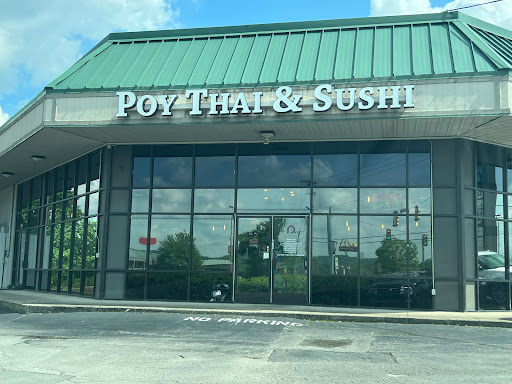 POY THAI & SUSHI
NO PARKING